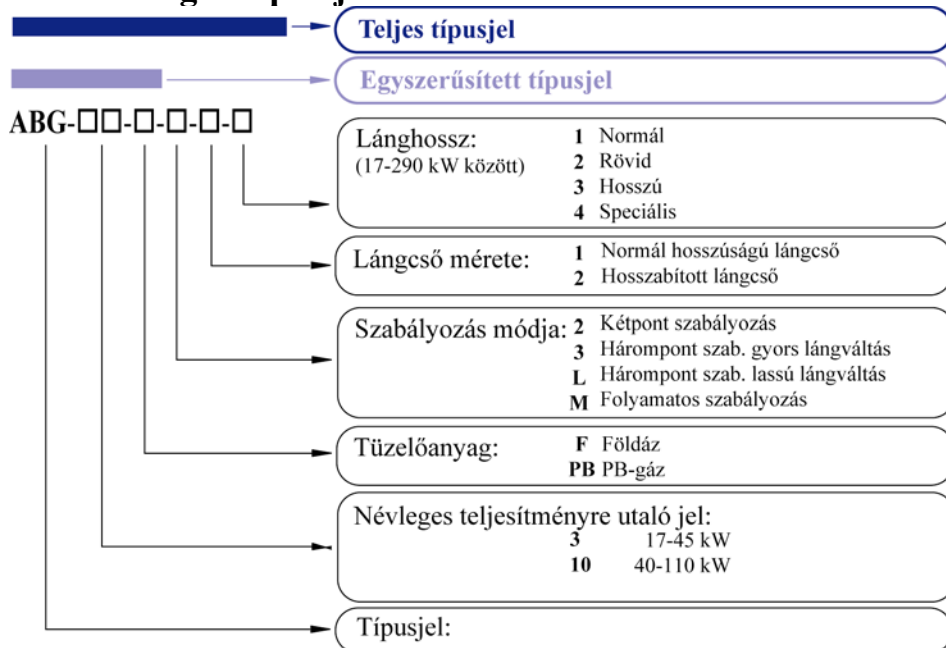 Teljes típusjel
Egyszerűsített típusjel
ABG-□□-□-□-□-□
Lánghossz:
(17-290 kW között)
1 Normál
2 Rövid
3 Hosszú
4 Speciális
Lángcső mérete:
1 Normál hosszúságú lángcső
2 Hosszabított lángcső
Szabályozás módja:
2 Kétpont szabályozás
3 Hárompont szab. gyors lángváltás
L Hárompont szab. lassú lángváltás
M Folyamatos szabályozás
Tüzelőanyag:
F Földáz
PB PB-gáz
Névleges teljesítményre utaló jel:
3 17-45 kW
10 40-110 kW
Típusjel: